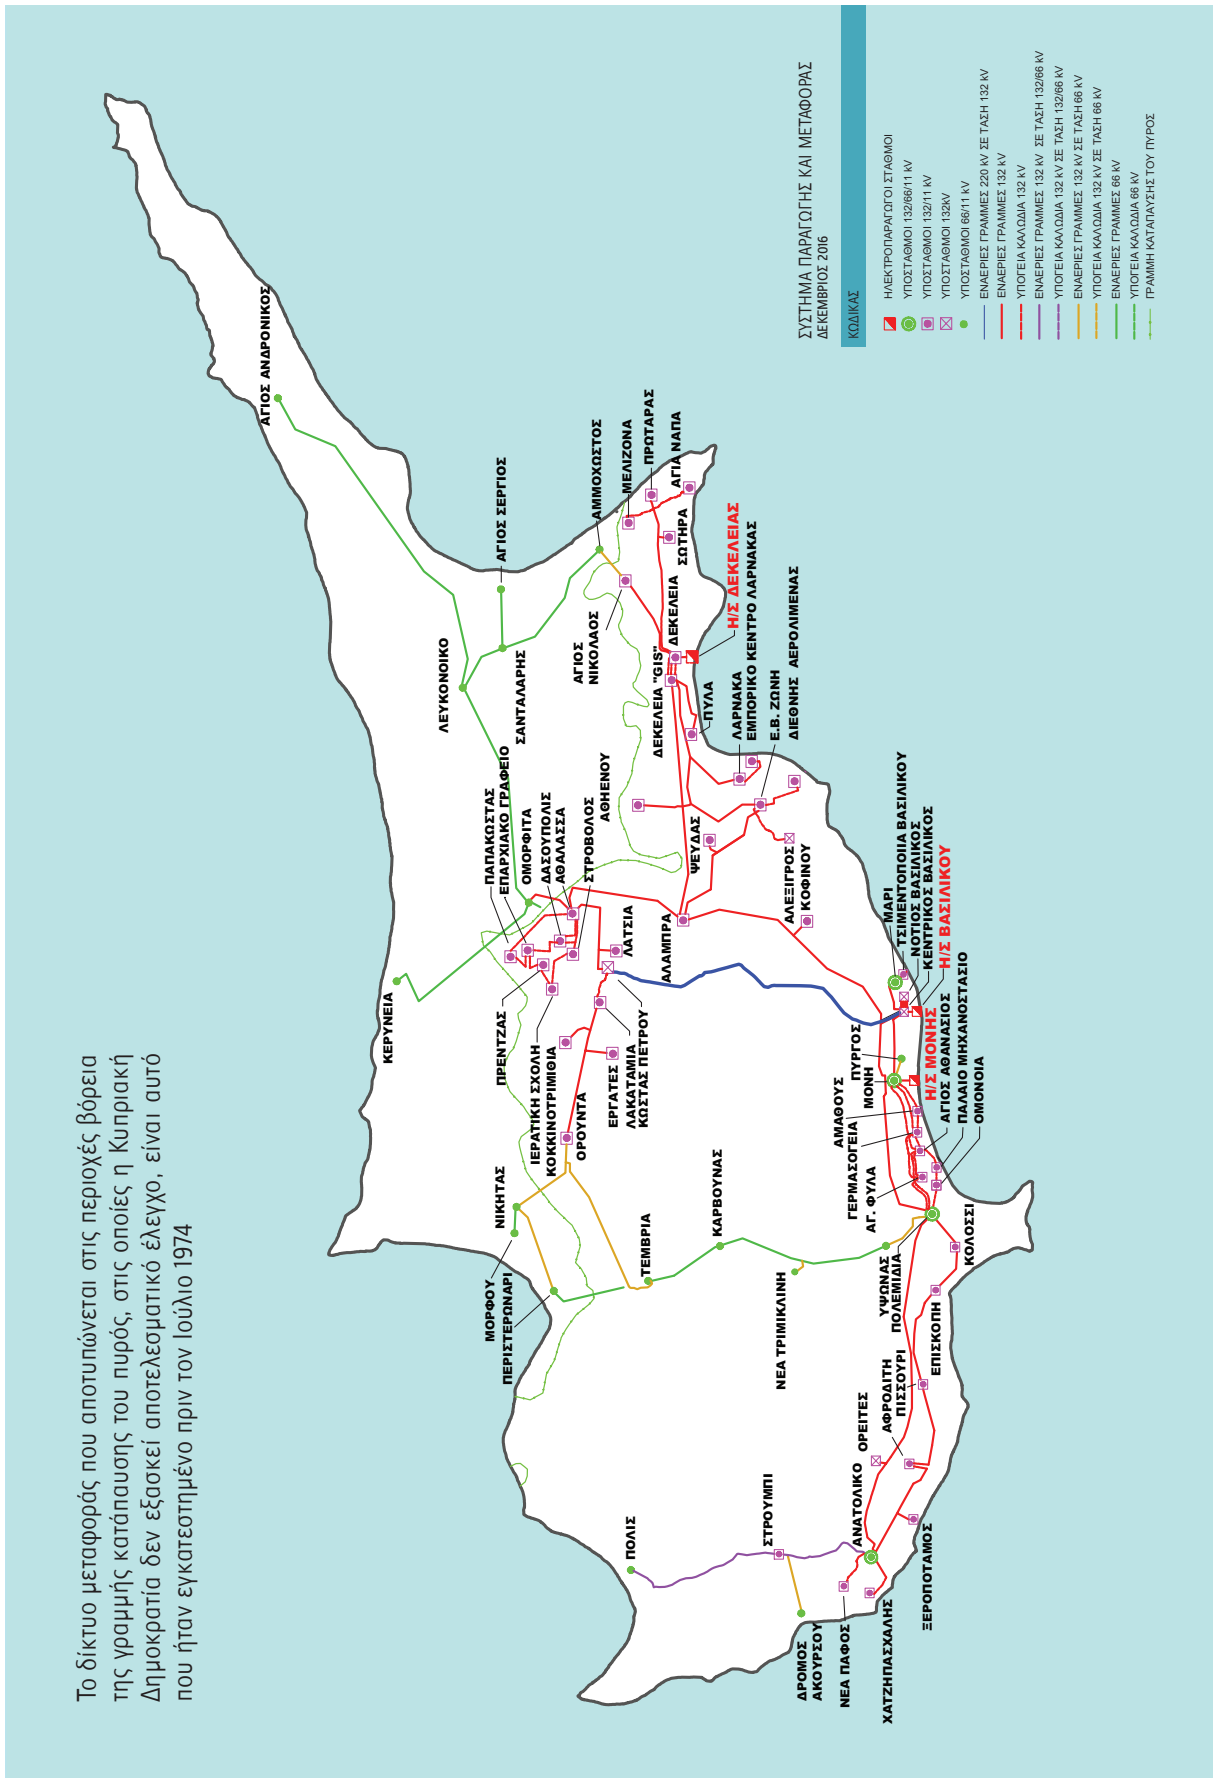 Το δίκτυο μεταφοράς που αποτυπώνεται στις περιοχές βόρεια
της γραμμής κατάπαυσης του πυρός, στις οποίες η Κυπριακή
Δημοκρατία δεν εξασκεί αποτελεσματικό έλεγχο, είναι αυτό
που ήταν εγκατεστημένο πριν τον Ιούλιο 1974
ΑΓΙΟΣ ΑΝΔΡΟΝΙΚΟΣ
ΚΕΡΥΝΕΙΑ
ΛΕΥΚΟΝΟΙΚΟ
ΑΓΙΟΣ ΣΕΡΓΙΟΣ
ΣΑΝΤΑΛΑΡΗΣ
ΑΜΜΟΧΩΣΤΟΣ
ΜΕΛΙΖΟΝΑ
ΠΡΩΤΑΡΑΣ
ΑΓΙΑ ΝΑΠΑ
ΣΩΤΗΡΑ
ΑΓΙΟΣ
ΝΙΚΟΛΑΟΣ
ΔΕΚΕΛΕΙΑ
ΔΕΚΕΛΕΙΑ "GIS"
Η/Σ ΔΕΚΕΛΕΙΑΣ
ΠΥΛΑ
ΛΑΡΝΑΚΑ
ΕΜΠΟΡΙΚΟ ΚΕΝΤΡΟ ΛΑΡΝΑΚΑΣ
Ε.Β. ΖΩΝΗ
ΔΙΕΘΝΗΣ ΑΕΡΟΛΙΜΕΝΑΣ
ΠΑΠΑΚΩΣΤΑΣ
ΕΠΑΡΧΙΑΚΟ ΓΡΑΦΕΙΟ
ΟΜΟΡΦΙΤΑ
ΔΑΣΟΥΠΟΛΙΣ
ΑΘΑΛΑΣΣΑ
ΣΤΡΟΒΟΛΟΣ
ΑΘΗΕΝΟΥ
ΨΕΥΔΑΣ
ΑΛΕΞΙΓΡΟΣ
ΚΟΦΙΝΟΥ
ΛΑΤΣΙΑ
ΑΛΑΜΠΡΑ
ΠΡΕΝΤΖΑΣ
ΙΕΡΑΤΙΚΗ ΣΧΟΛΗ
ΚΟΚΚΙΝΟΤΡΙΜΙΘΙΑ
ΟΡΟΥΝΤΑ
ΕΡΓΑΤΕΣ
ΛΑΚΑΤΑΜΙΑ
ΚΩΣΤΑΣ ΠΕΤΡΟΥ
ΜΑΡΙ
ΤΣΙΜΕΝΤΟΠΟΙΙΑ ΒΑΣΙΛΙΚΟΥ
ΝΟΤΙΟΣ ΒΑΣΙΛΙΚΟΣ
ΚΕΝΤΡΙΚΟΣ ΒΑΣΙΛΙΚΟΣ
Η/Σ ΒΑΣΙΛΙΚΟΥ
ΠΥΡΓΟΣ
ΜΟΝΗ
Η/Σ ΜΟΝΗΣ
ΑΓΙΟΣ ΑΘΑΝΑΣΙΟΣ
ΠΑΛΑΙΟ ΜΗΧΑΝΟΣΤΑΣΙΟ
ΟΜΟΝΟΙΑ
ΑΜΑΘΟΥΣ
ΓΕΡΜΑΣΟΓΕΙΑ
ΑΓ. ΦΥΛΑ
ΝΙΚΗΤΑΣ
ΜΟΡΦΟΥ
ΠΕΡΙΣΤΕΡΩΝΑΡΙ
ΤΕΜΒΡΙΑ
ΚΑΡΒΟΥΝΑΣ
ΝΕΑ ΤΡΙΜΙΚΛΙΝΗ
ΥΨΩΝΑΣ
ΠΟΛΕΜΙΔΙΑ
ΚΟΛΟΣΣΙ
ΕΠΙΣΚΟΠΗ
ΑΦΡΟΔΙΤΗ
ΠΙΣΣΟΥΡΙ
ΟΡΕΙΤΕΣ
ΑΝΑΤΟΛΙΚΟ
ΠΟΛΙΣ
ΣΤΡΟΥΜΠΙ
ΞΕΡΟΠΟΤΑΜΟΣ
ΔΡΟΜΟΣ
ΑΚΟΥΡΣΟΥ
ΝΕΑ ΠΑΦΟΣ
ΧΑΤΖΗΠΑΣΧΑΛΗΣ
ΣΥΣΤΗΜΑ ΠΑΡΑΓΩΓΗΣ ΚΑΙ ΜΕΤΑΦΟΡΑΣ
ΔΕΚΕΜΒΡΙΟΣ 2016
ΚΩΔΙΚΑΣ
ΗΛΕΚΤΡΟΠΑΡΑΓΩΓΟΙ ΣΤΑΘΜΟΙ
ΥΠΟΣΤΑΘΜΟΙ 132/66/11 kV
ΥΠΟΣΤΑΘΜΟΙ 132/11 kV
ΥΠΟΣΤΑΘΜΟΙ 132kV
ΥΠΟΣΤΑΘΜΟΙ 66/11 kV
ΕΝΑΕΡΙΕΣ ΓΡΑΜΜΕΣ 220 kV ΣΕ ΤΑΣΗ 132 kV
ΕΝΑΕΡΙΕΣ ΓΡΑΜΜΕΣ 132 kV
ΥΠΟΓΕΙΑ ΚΑΛΩΔΙΑ 132 kV
ΕΝΑΕΡΙΕΣ ΓΡΑΜΜΕΣ 132 kV ΣΕ ΤΑΣΗ 132/66 kV
ΥΠΟΓΕΙΑ ΚΑΛΩΔΙΑ 132 kV ΣΕ ΤΑΣΗ 132/66 kV
ΕΝΑΕΡΙΕΣ ΓΡΑΜΜΕΣ 132 kV ΣΕ ΤΑΣΗ 66 kV
ΥΠΟΓΕΙΑ ΚΑΛΩΔΙΑ 132 kV ΣΕ ΤΑΣΗ 66 kV
ΕΝΑΕΡΙΕΣ ΓΡΑΜΜΕΣ 66 kV
ΥΠΟΓΕΙΑ ΚΑΛΩΔΙΑ 66 kV
ΓΡΑΜΜΗ ΚΑΤΑΠΑΥΣΗΣ ΤΟΥ ΠΥΡΟΣ